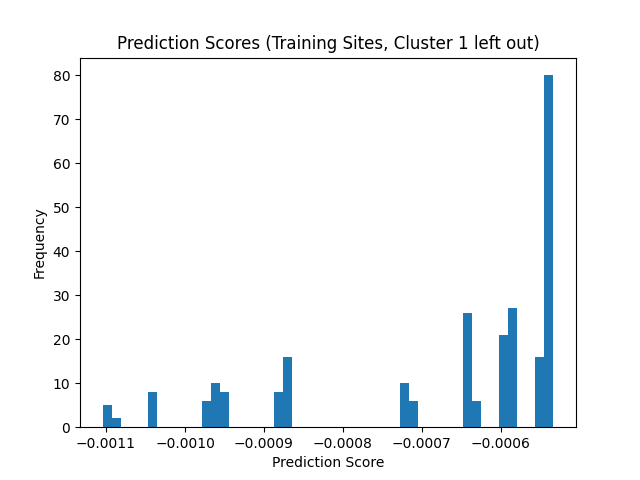 Prediction Scores (Training Sites, Cluster 1 left out)
80
70
60
50
40
30
20
10
0
Frequency
−0.0011 −0.0010 −0.0009 −0.0008 −0.0007 −0.0006
Prediction Score